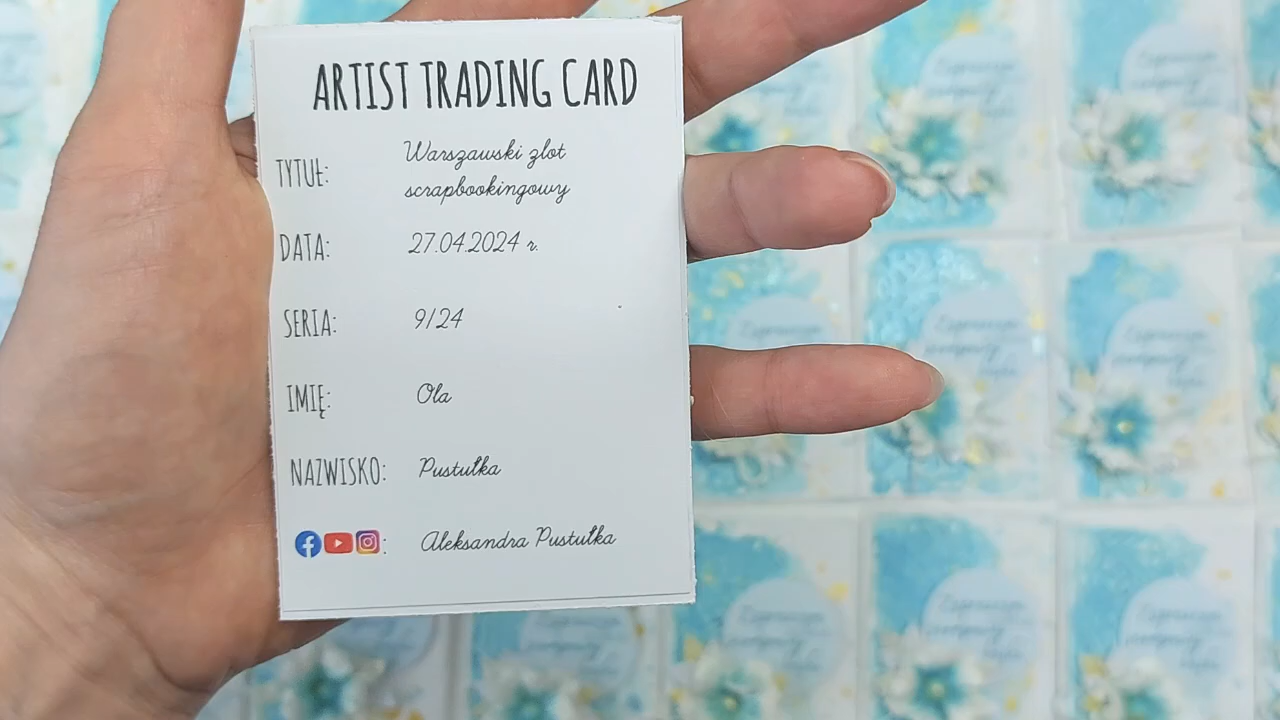 ARTIST TRADING CARD
TYTUŁ: Warszawski zlot
scrapbookingowy
DATA: 27.04.2024 r.
SERIA: 9/24
IMIĘ: Ola
NAZWISKO: Pustułka
: Aleksandra Pustułka